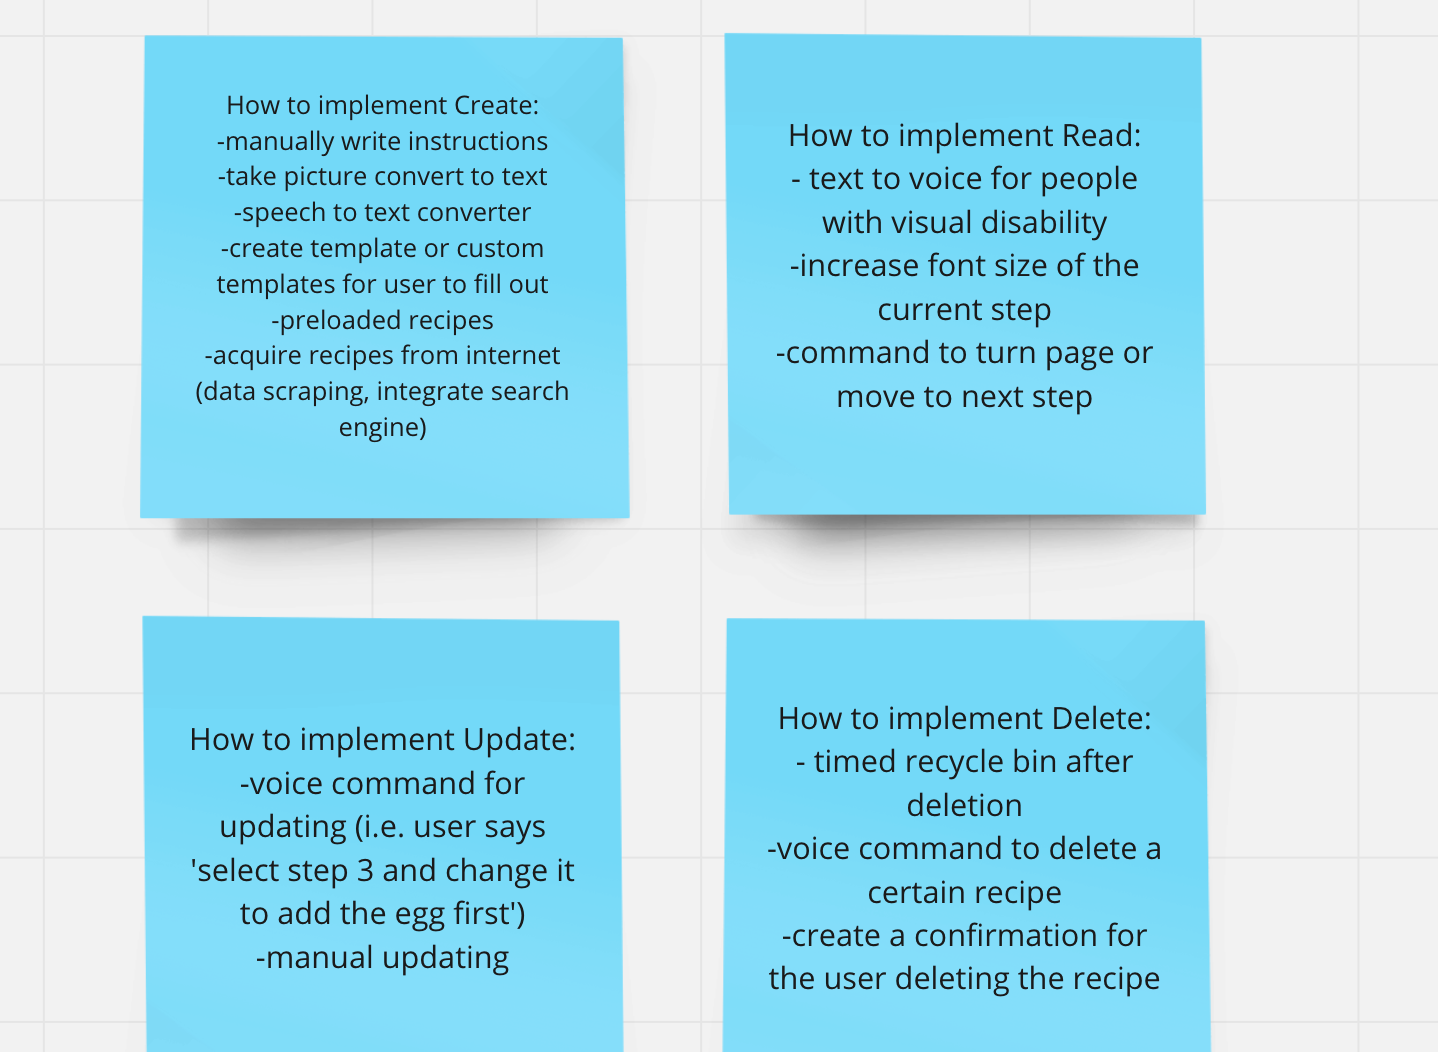 How to implement Create:
-manually write instructions
-take picture convert to text
-speech to text converter
-create template or custom
templates for user to fill out
-preloaded recipes
-acquire recipes from internet
(data scraping, integrate search
engine)
How to implement Read:
- text to voice for people
with visual disability
-increase font size of the
current step
-command to turn page or
move to next step
How to implement Update:
-voice command for
updating (i.e. user says
'select step 3 and change it
to add the egg first')
-manual updating
How to implement Delete:
- timed recycle bin after
deletion
-voice command to delete a
certain recipe
-create a confirmation for
the user deleting the recipe